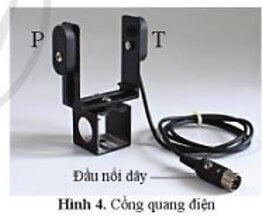 P T
Đầu nối dây
Hình 4. Cổng quang điện